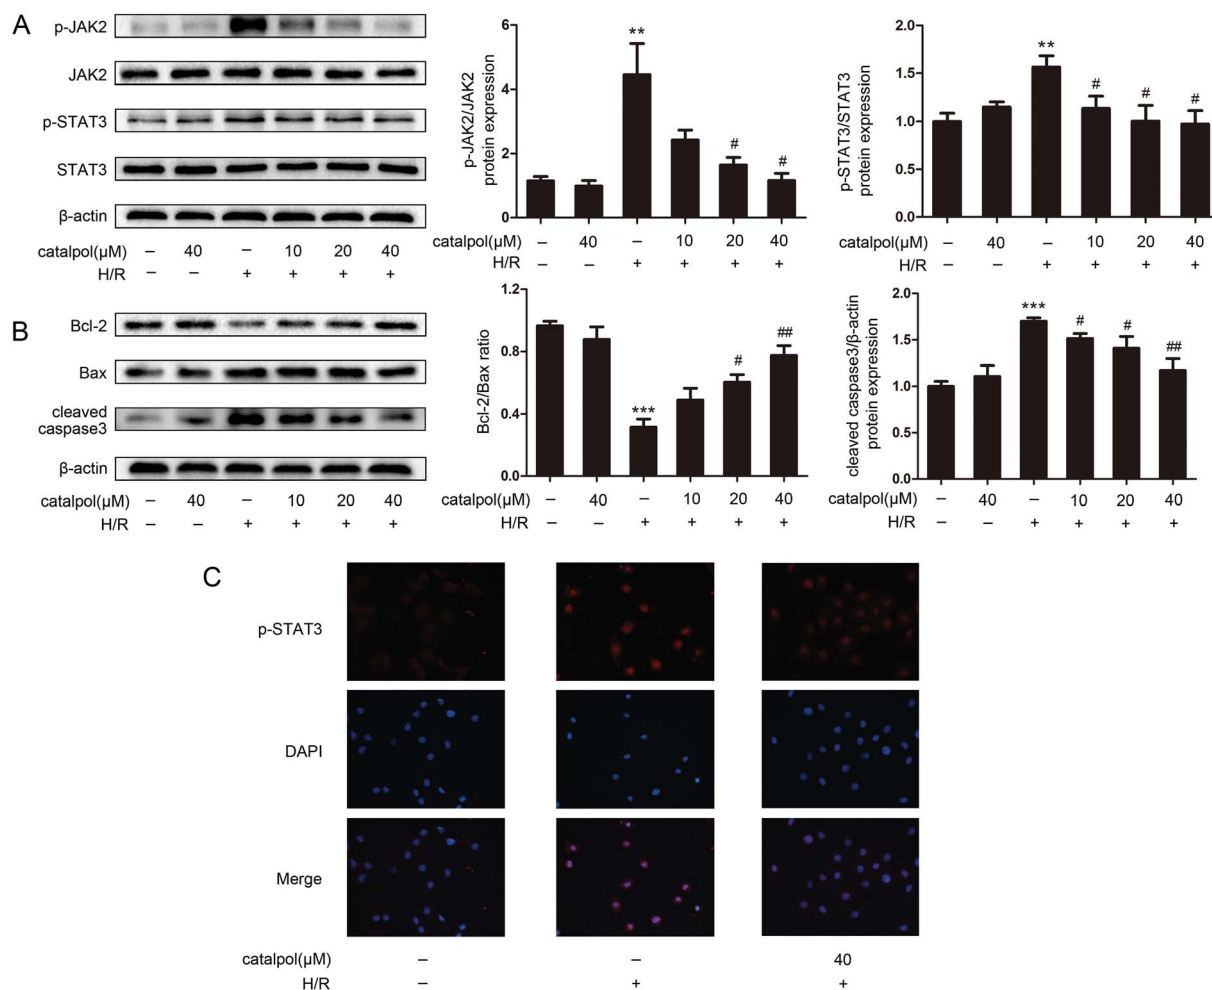 A
p-JAK2
JAK2
p-STAT3
STAT3
β-actin
catalpol(μM) – 40 – 10 20 40
H/R – – + + + +
p-JAK2/JAK2
protein expression
6
4
2
0
**
#
#
– 40 – 10 20 40
H/R – – + + + +
p-STAT3/STAT3
protein expression
2.0
1.5
1.0
0.5
0.0
**
#
#
#
catalpol(μM) – 40 – 10 20 40
H/R – – + + + +
B
Bcl-2
Bax
cleaved
caspase3
β-actin
catalpol(μM) – 40 – 10 20 40
H/R – – + + + +
Bcl-2/Bax ratio
1.2
0.8
0.4
0.0
***
#
##
catalpol(μM) – 40 – 10 20 40
H/R – – + + + +
cleaved caspase3/β-actin
protein expression
2.0
1.5
1.0
0.5
0.0
***
#
#
##
catalpol(μM) – 40 – 10 20 40
H/R – – + + + +
C
p-STAT3
DAPI
Merge
catalpol(μM) – – 40
H/R – + +